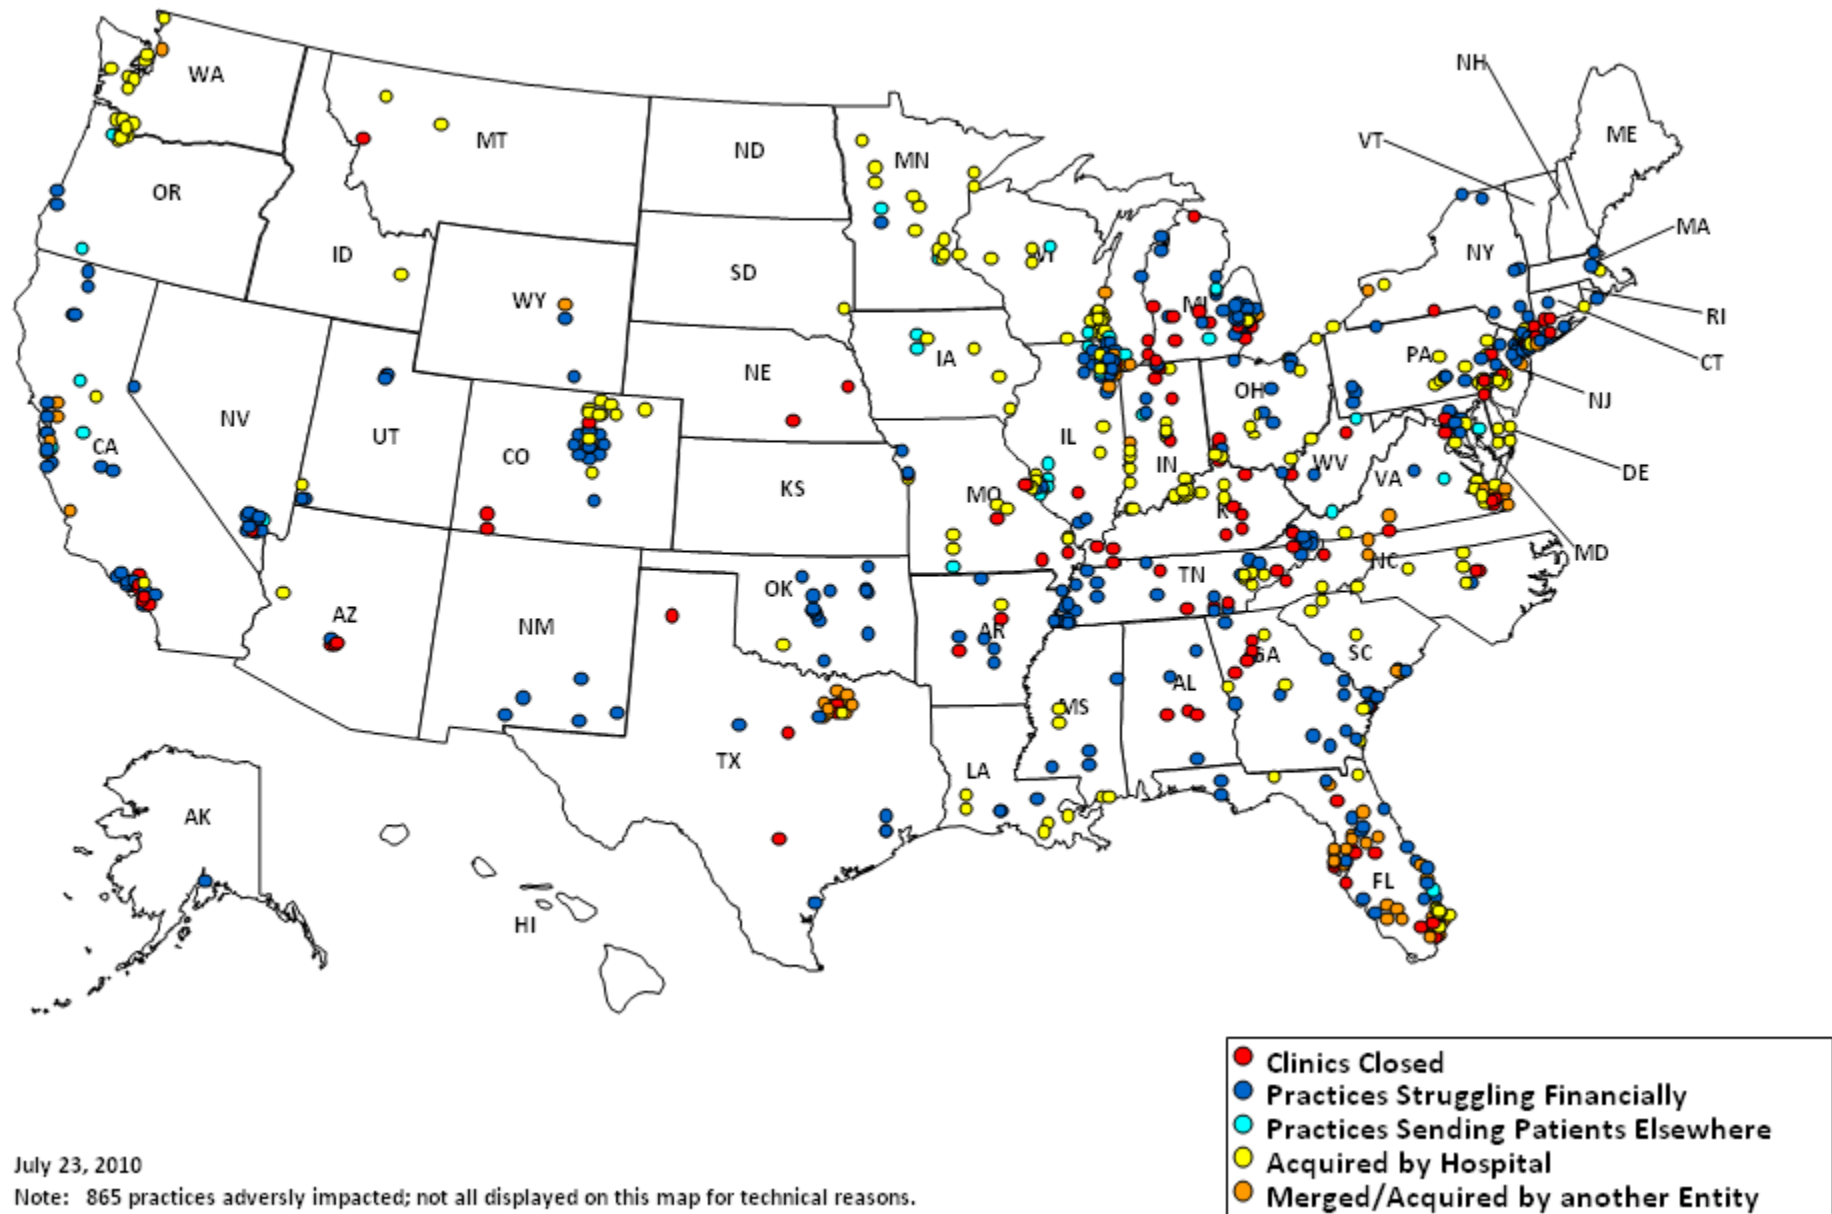 NH
WA
VT
ME
MT
ND
MN
OR
MA
NY
ID
SD
WI
WY
MI
RI
IA
PA
CT
NE
OH
NJ
NV
CA
UT
CO
IL
IN
WV
DE
VA
KS
MO
K
MD
NC
TN
OK
AZ
NM
AR
SC
GA
AL
MS
TX
LA
AK
FL
HI
Clinics Closed
Practices Struggling Financially
Practices Sending Patients Elsewhere
Acquired by Hospital
Merged/Acquired by another Entity
July 23, 2010
Note: 865 practices adversly impacted; not all displayed on this map for technical reasons.